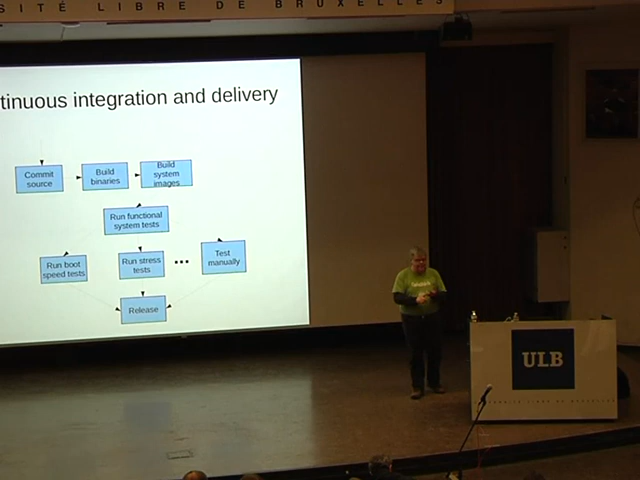 SITÉ LIBRE DE BRUXELLES
tinuous integration and delivery
Commit
source
Build
binaries
Build
system
images
Run functional
system tests
Run boot
speed tests
Run stress
tests
•••
Test
manually
Release
ULB